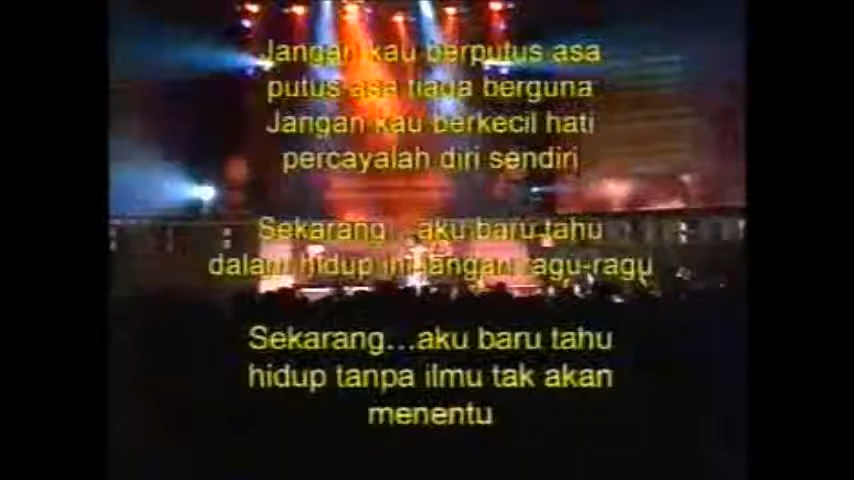 Jangan kau berputus asa
putus asa tiada berguna
Jangan kau berkecil hati
percayalah diri sendiri
Sekarang...aku baru tahu
dalam hidup ini jangan ragu-ragu
Sekarang...aku baru tahu
hidup tanpa ilmu tak akan
menentu